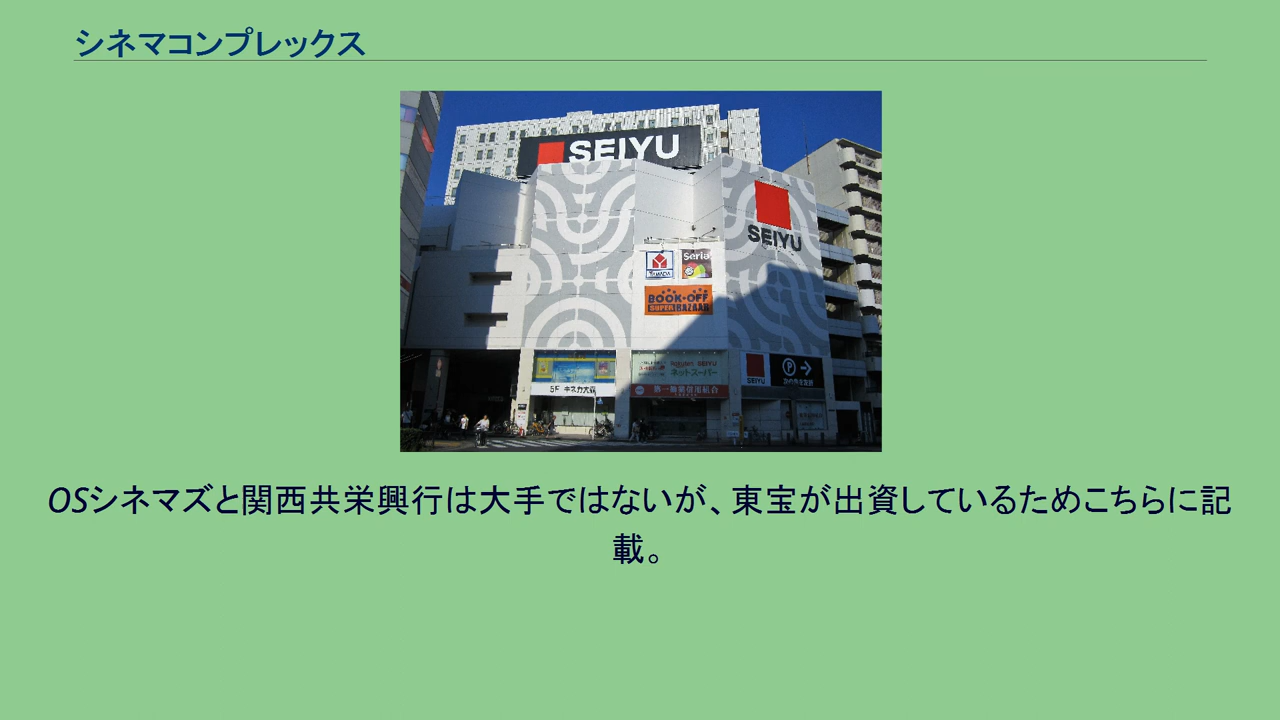 シネマコンプレックス
SEIYU
SEIYU
YAMADA
Seria
BOOK-OFF
SUPER BAZAAR
Rakuten SEIYU
ネットスーパー
5F キネカ大森
第一勧業信用組合
SEIYU
P→
OSシネマズと関西共栄興行は大手ではないが、東宝が出資しているためこちらに記
載。